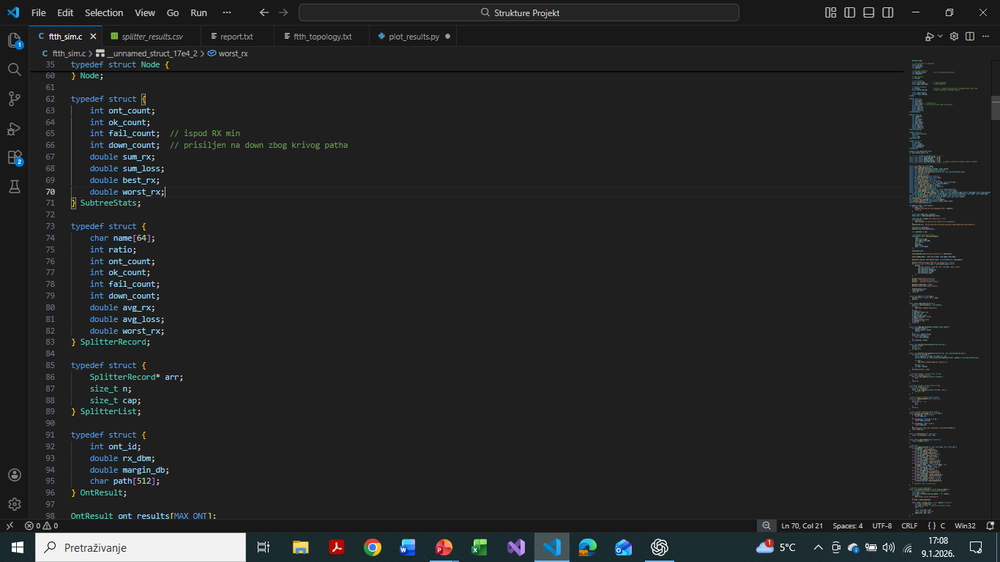 File Edit Selection View Go Run ··· Strukture Projekt
ftth_sim.c splitter_results.csv report.txt ftth_topology.txt plot_results.py
ftth_sim.c > __unnamed_struct_17e4_2 > worst_rx
35 typedef struct Node {
60 } Node;
61
62 typedef struct {
63 int ont_count;
64 int ok_count;
65 int fail_count; // ispod RX min
66 int down_count; // prisiljen na down zbog krivog patha
67 double sum_rx;
68 double sum_loss;
69 double best_rx;
70 double worst_rx;
71 } SubtreeStats;
72
73 typedef struct {
74 char name[64];
75 int ratio;
76 int ont_count;
77 int ok_count;
78 int fail_count;
79 int down_count;
80 double avg_rx;
81 double avg_loss;
82 double worst_rx;
83 } SplitterRecord;
84
85 typedef struct {
86 SplitterRecord* arr;
87 size_t n;
88 size_t cap;
89 } SplitterList;
90
91 typedef struct {
92 int ont_id;
93 double rx_dbm;
94 double margin_db;
95 char path[512];
96 } OntResult;
97
98 OntResult ont_results[MAX_ONT];
1
2
0 0 Ln 70, Col 21 Spaces: 4 UTF-8 CRLF { } C Win32
Pretraživanje
1 5°C
17:08
9.1.2026.